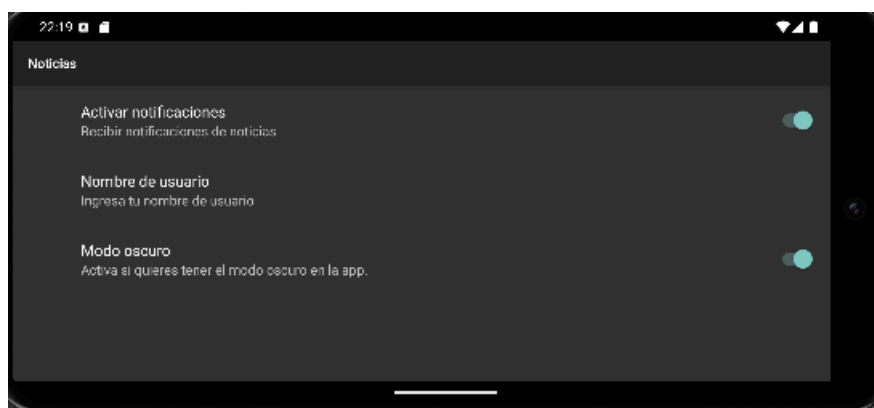 22:19
Noticias
Activar notificaciones
Recibir notificaciones de noticias
Nombre de usuario
Ingresa tu nombre de usuario
Modo oscuro
Activa si quieres tener el modo oscuro en la app.